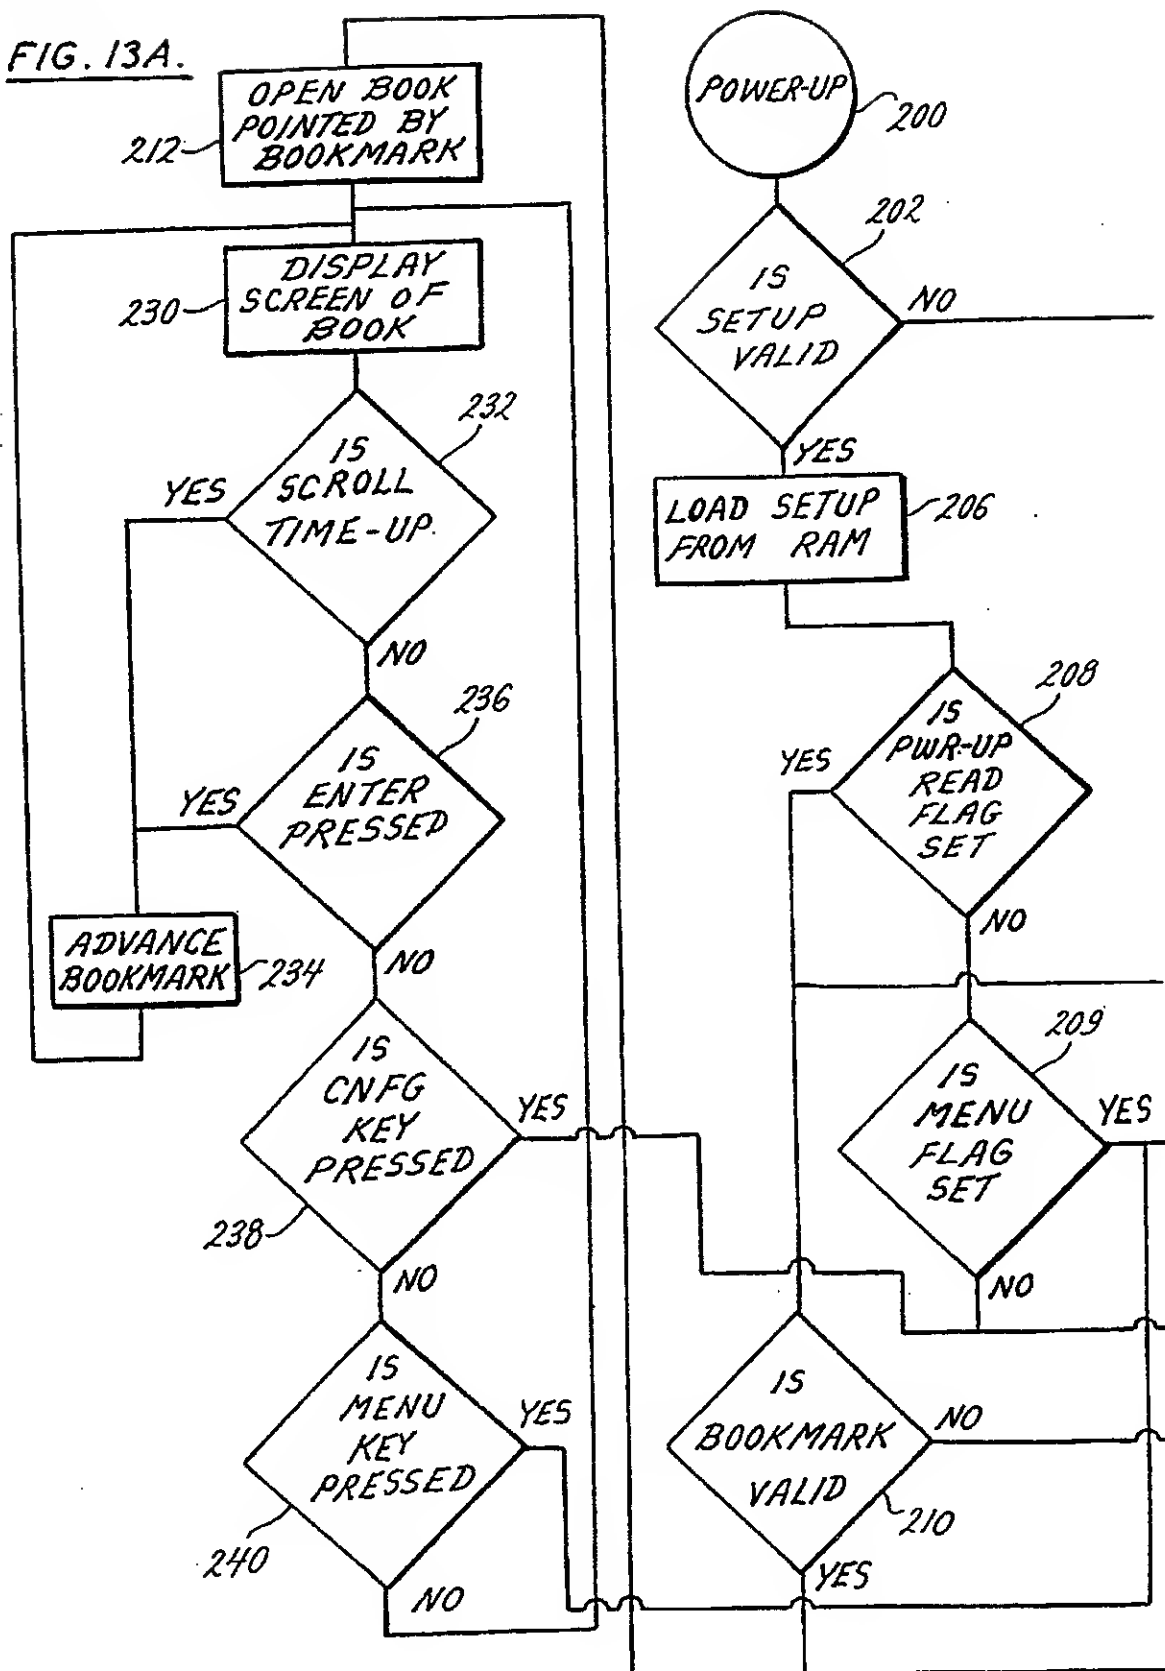 FIG. 13A.
OPEN BOOK
POINTED BY
BOOKMARK
212
DISPLAY
SCREEN OF
BOOK
230
IS
SCROLL
TIME-UP
232
YES
NO
IS
ENTER
PRESSED
236
YES
NO
ADVANCE
BOOKMARK
234
IS
CNFG
KEY
PRESSED
238
YES
NO
IS
MENU
KEY
PRESSED
240
YES
NO
POWER-UP
200
IS
SETUP
VALID
202
NO
YES
LOAD SETUP
FROM RAM
206
IS
PWR-UP
READ
FLAG
SET
208
YES
NO
IS
MENU
FLAG
SET
209
YES
NO
IS
BOOKMARK
VALID
210
NO
YES